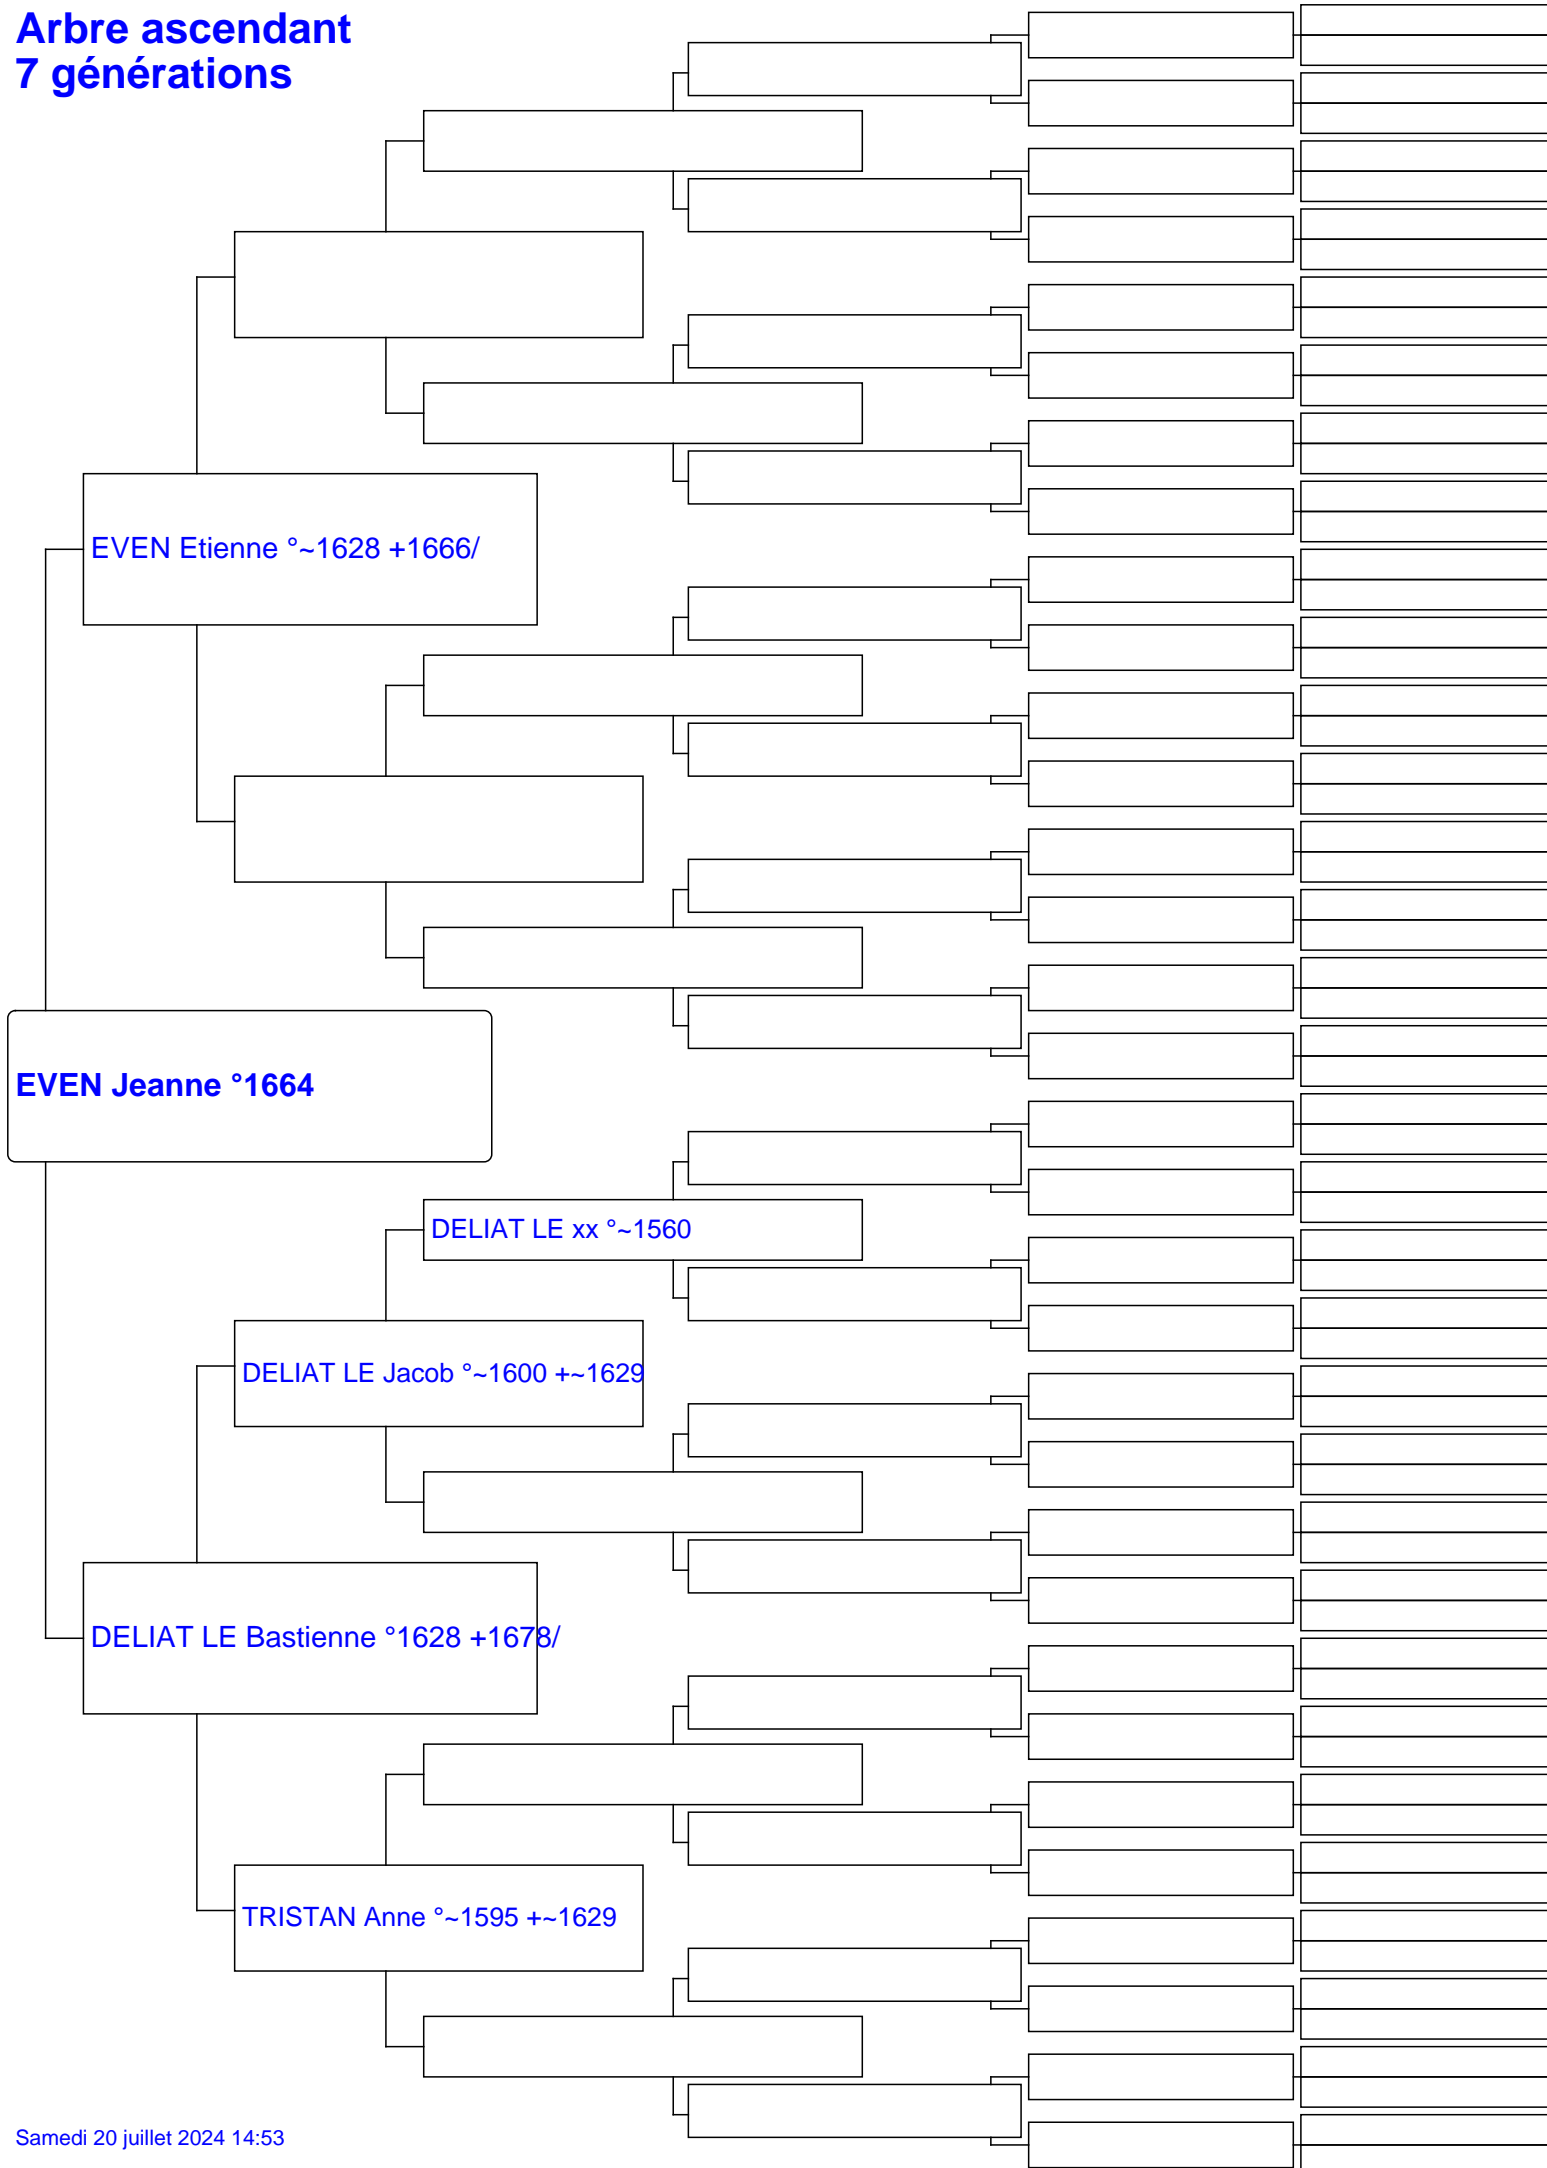 Arbre ascendant
7 générations
EVEN Etienne °~1628 +1666/
EVEN Jeanne °1664
DELIAT LE xx °~1560
DELIAT LE Jacob °~1600 +~1629
DELIAT LE Bastienne °1628 +1678/
TRISTAN Anne °~1595 +~1629
Samedi 20 juillet 2024 14:53